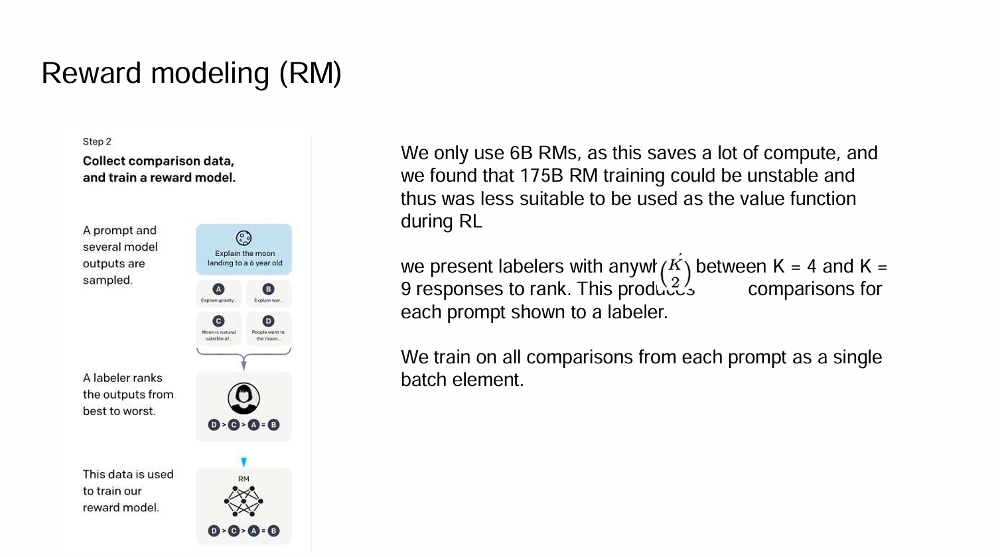 Reward modeling (RM)
Step 2
Collect comparison data,
and train a reward model.
A prompt and
several model
outputs are
sampled.
Explain the moon
landing to a 6 year old
A
Explain gravity...
B
Explain war...
C
Moon is natural
satellite of...
D
People went to
the moon...
A labeler ranks
the outputs from
best to worst.
D > C > A = B
This data is used
to train our
reward model.
RM
D > C > A = B
We only use 6B RMs, as this saves a lot of compute, and
we found that 175B RM training could be unstable and
thus was less suitable to be used as the value function
during RL
we present labelers with between K = 4 and K =
(K 2)
9 responses to rank. This produces comparisons for
each prompt shown to a labeler.
We train on all comparisons from each prompt as a single
batch element.